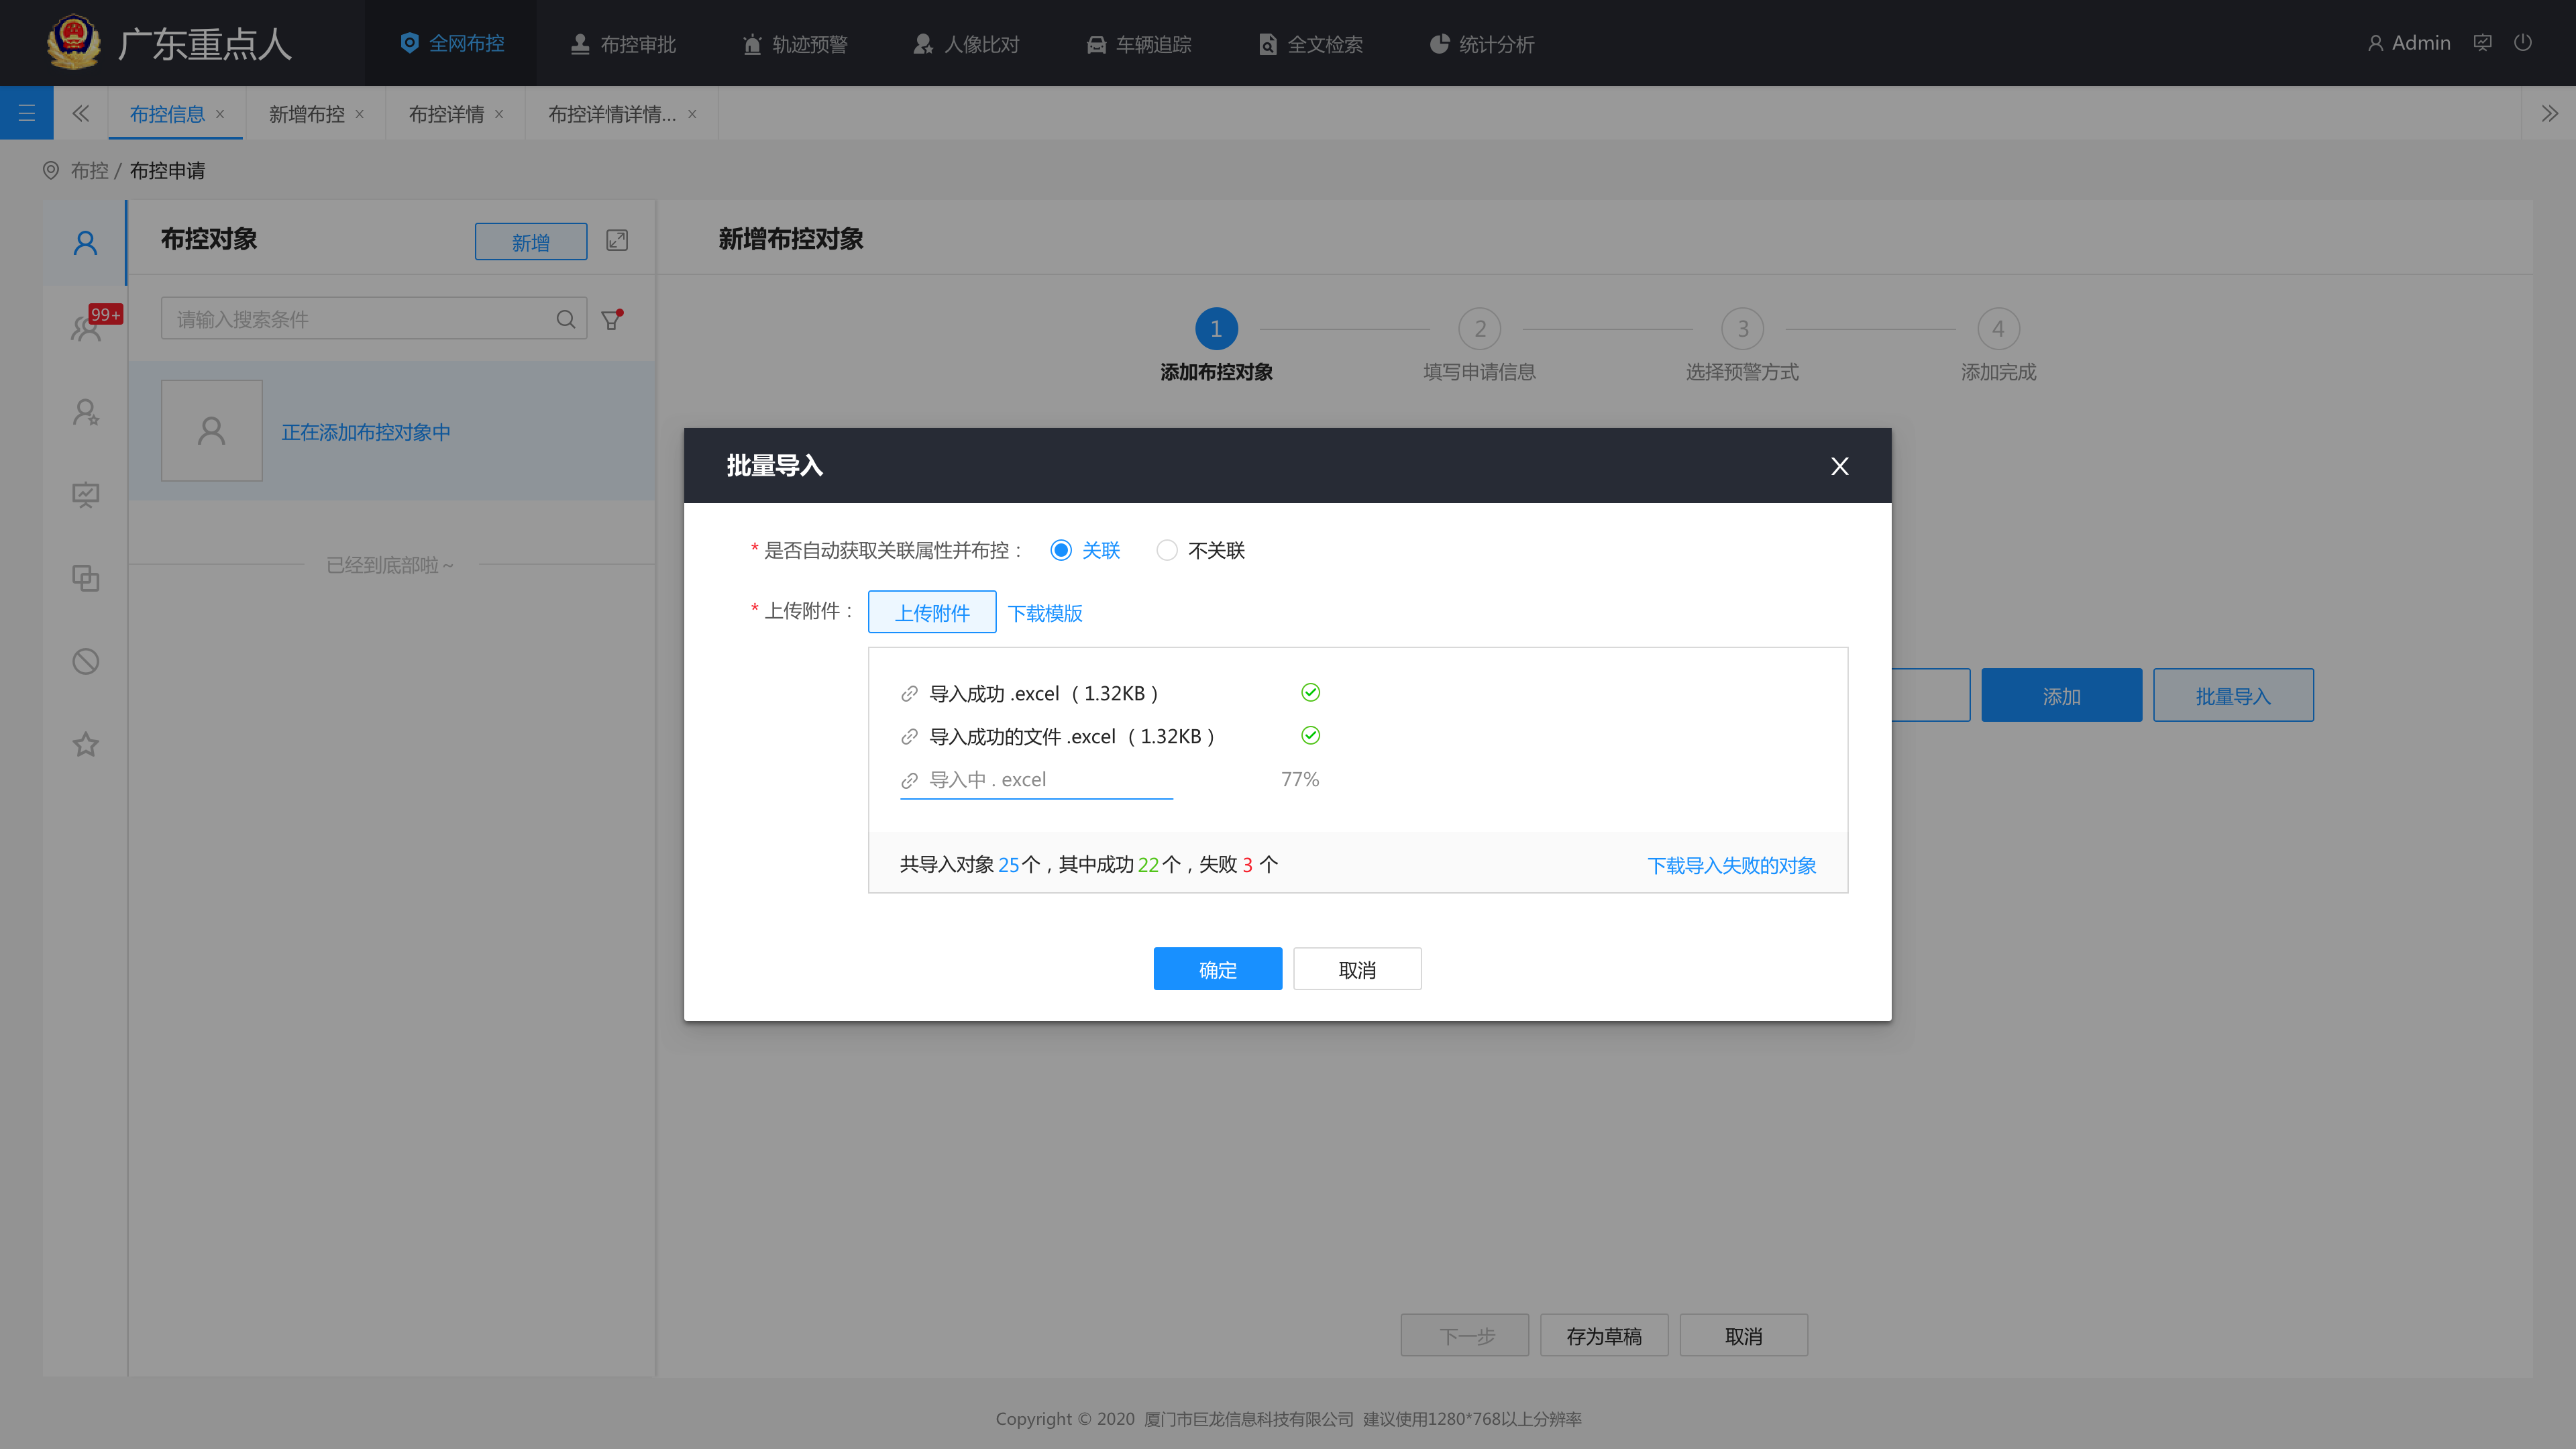 广东重点人 全网布控 布控审批 轨迹预警 人像比对 车辆追踪 全文检索 统计分析 Admin
布控信息 新增布控 布控详情 布控详情详情...
布控 / 布控申请
布控对象 新增
新增布控对象
99+
请输入搜索条件
1 2 3 4
添加布控对象 填写申请信息 选择预警方式 添加完成
正在添加布控对象中
已经到底部啦~
批量导入
* 是否自动获取关联属性并布控： 关联 不关联
* 上传附件： 上传附件 下载模版
导入成功 .excel（ 1.32KB ）
导入成功的文件 .excel（ 1.32KB ）
导入中 . excel 77%
共导入对象 25个，其中成功 22个，失败 3 个 下载导入失败的对象
确定 取消
添加 批量导入
下一步 存为草稿 取消
Copyright © 2020 厦门市巨龙信息科技有限公司 建议使用1280*768以上分辨率